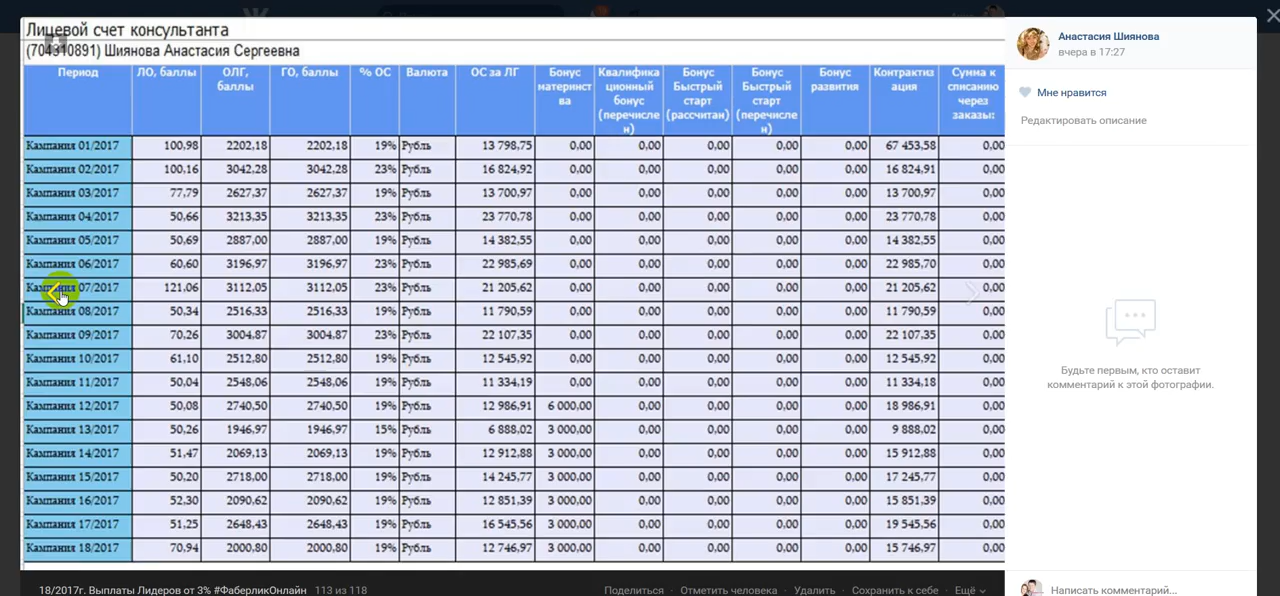 Лицевой счет консультанта
(704310891) Шиянова Анастасия Сергеевна
Период ЛО, баллы ОЛГ, баллы ГО, баллы % ОС Валюта ОС за ЛГ Бонус материнст ва Квалифика ционный бонус (перечисле н) Бонус Быстрый старт (рассчитан) Бонус Быстрый старт (перечисле н) Бонус развития Контрактиз ация Сумма к списанию через заказы:
Кампания 01/2017 100,98 2202,18 2202,18 19% Рубль 13 798,75 0,00 0,00 0,00 0,00 0,00 67 453,58 0,00
Кампания 02/2017 100,16 3042,28 3042,28 23% Рубль 16 824,92 0,00 0,00 0,00 0,00 0,00 16 824,91 0,00
Кампания 03/2017 77,79 2627,37 2627,37 19% Рубль 13 700,97 0,00 0,00 0,00 0,00 0,00 13 700,97 0,00
Кампания 04/2017 50,66 3213,35 3213,35 23% Рубль 23 770,78 0,00 0,00 0,00 0,00 0,00 23 770,78 0,00
Кампания 05/2017 50,69 2887,00 2887,00 19% Рубль 14 382,55 0,00 0,00 0,00 0,00 0,00 14 382,55 0,00
Кампания 06/2017 60,60 3196,97 3196,97 23% Рубль 22 985,69 0,00 0,00 0,00 0,00 0,00 22 985,70 0,00
Кампания 07/2017 121,06 3112,05 3112,05 23% Рубль 21 205,62 0,00 0,00 0,00 0,00 0,00 21 205,62 0,00
Кампания 08/2017 50,34 2516,33 2516,33 19% Рубль 11 790,59 0,00 0,00 0,00 0,00 0,00 11 790,59 0,00
Кампания 09/2017 70,26 3004,87 3004,87 23% Рубль 22 107,35 0,00 0,00 0,00 0,00 0,00 22 107,35 0,00
Кампания 10/2017 61,10 2512,80 2512,80 19% Рубль 12 545,92 0,00 0,00 0,00 0,00 0,00 12 545,92 0,00
Кампания 11/2017 50,04 2548,06 2548,06 19% Рубль 11 334,19 0,00 0,00 0,00 0,00 0,00 11 334,18 0,00
Кампания 12/2017 50,08 2740,50 2740,50 19% Рубль 12 986,91 6 000,00 0,00 0,00 0,00 0,00 18 986,91 0,00
Кампания 13/2017 50,26 1946,97 1946,97 15% Рубль 6 888,02 3 000,00 0,00 0,00 0,00 0,00 9 888,02 0,00
Кампания 14/2017 51,47 2069,13 2069,13 19% Рубль 12 912,88 3 000,00 0,00 0,00 0,00 0,00 15 912,88 0,00
Кампания 15/2017 50,20 2718,00 2718,00 19% Рубль 14 245,77 3 000,00 0,00 0,00 0,00 0,00 17 245,77 0,00
Кампания 16/2017 52,30 2090,62 2090,62 19% Рубль 12 851,39 3 000,00 0,00 0,00 0,00 0,00 15 851,39 0,00
Кампания 17/2017 51,25 2648,43 2648,43 19% Рубль 16 545,56 3 000,00 0,00 0,00 0,00 0,00 19 545,56 0,00
Кампания 18/2017 70,94 2000,80 2000,80 19% Рубль 12 746,97 3 000,00 0,00 0,00 0,00 0,00 15 746,97 0,00
18/2017г. Выплаты Лидеров от 3% #ФаберликОнлайн 113 из 118
Поделиться · Отметить человека · Удалить · Сохранить к себе · Ещё
Анастасия Шиянова
вчера в 17:27
Мне нравится
Редактировать описание
Будьте первым, кто оставит
комментарий к этой фотографии.
Написать комментарий...